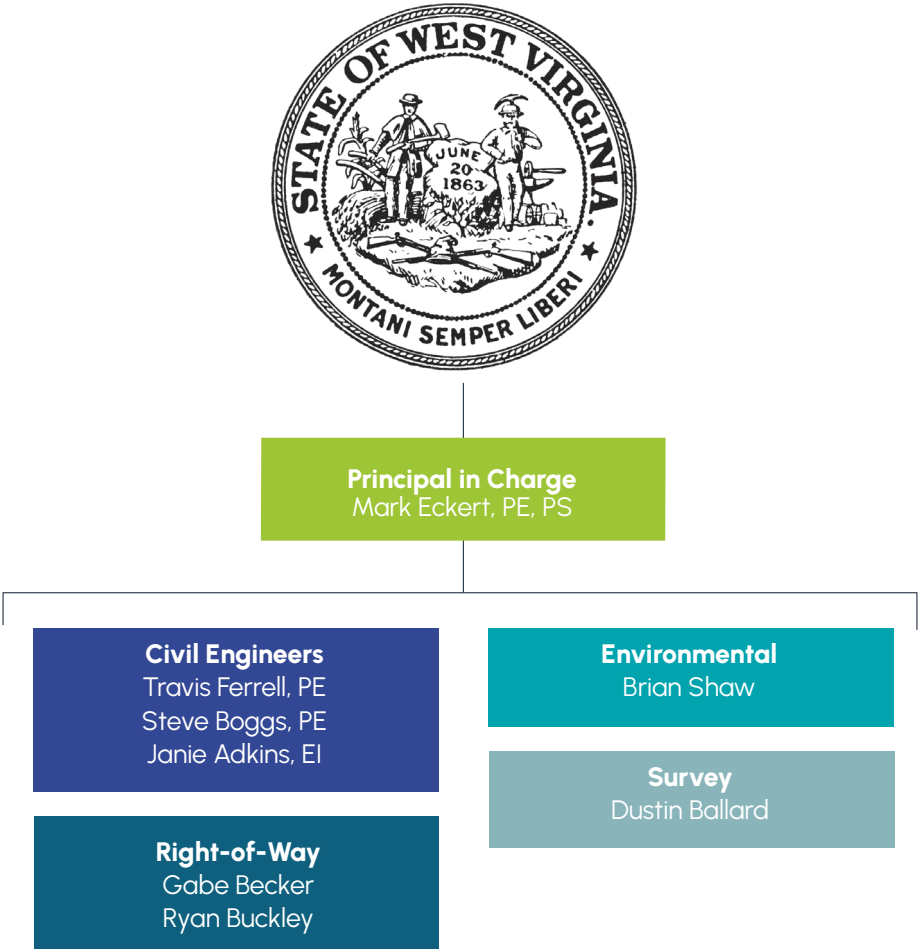 STATE OF WEST VIRGINIA.
JUNE
20
1863
MONTANI SEMPER LIBERI
Principal in Charge
Mark Eckert, PE, PS
Civil Engineers
Travis Ferrell, PE
Steve Boggs, PE
Janie Adkins, EI
Environmental
Brian Shaw
Survey
Dustin Ballard
Right-of-Way
Gabe Becker
Ryan Buckley